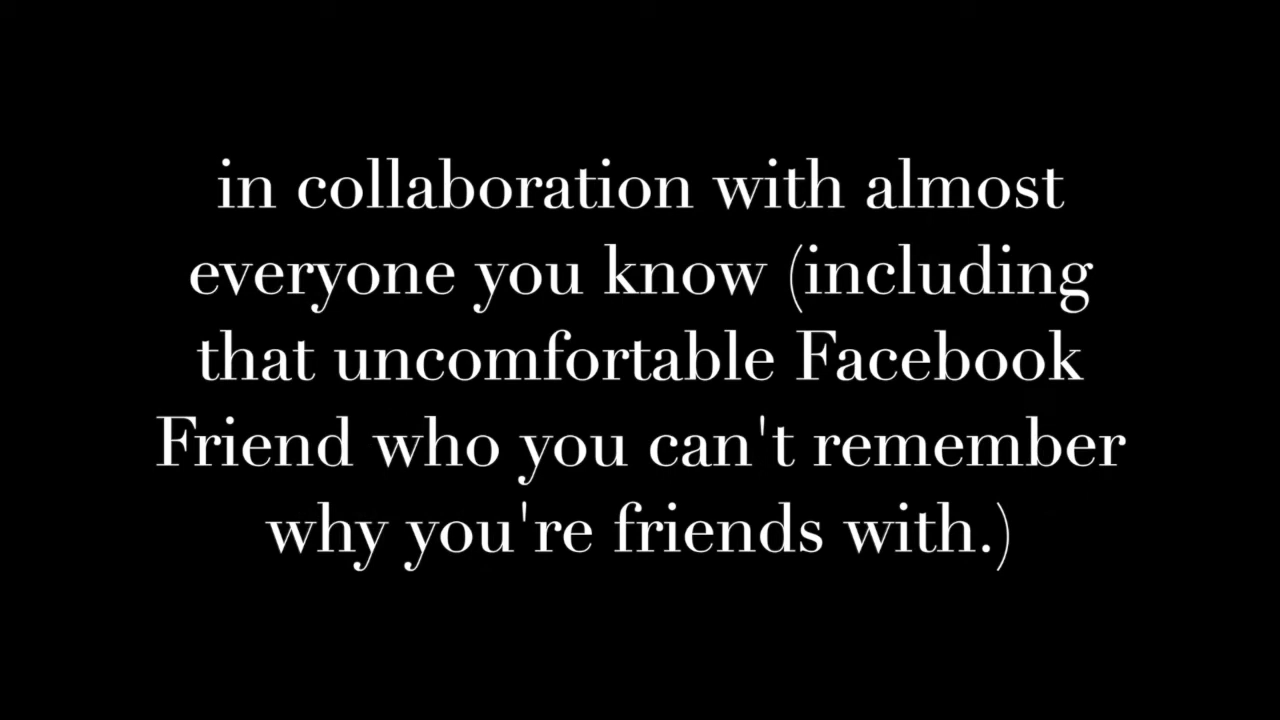 in collaboration with almost
everyone you know (including
that uncomfortable Facebook
Friend who you can't remember
why you're friends with.)